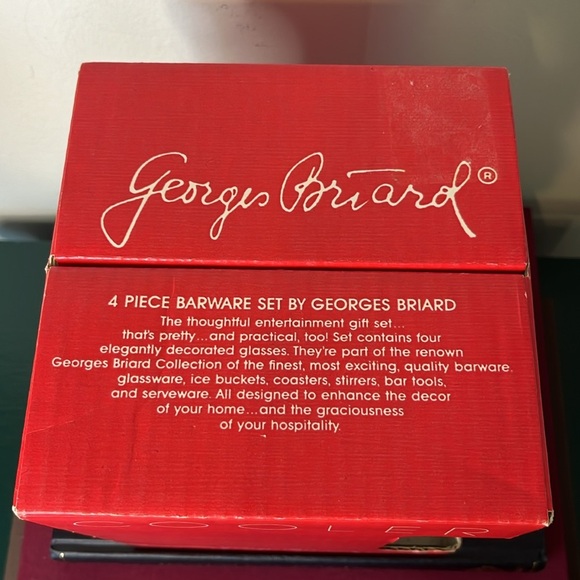 Georges Briard ®
4 PIECE BARWARE SET BY GEORGES BRIARD
The thoughtful entertainment gift set...
that's pretty...and practical, too! Set contains four
elegantly decorated glasses. They're part of the renown
Georges Briard Collection of the finest, most exciting, quality barware.
glassware, ice buckets, coasters, stirrers, bar tools,
and serveware. All designed to enhance the decor
of your home...and the graciousness
of your hospitality.
COOLER